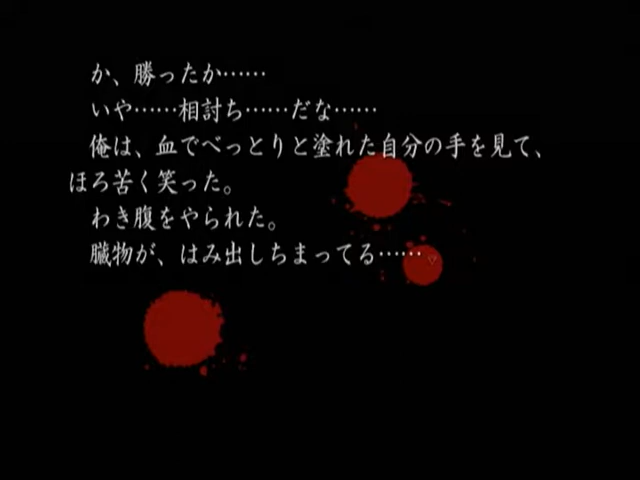 か、勝ったか……
いや……相討ち……だな……
俺は、血でべっとりと塗れた自分の手を見て、
ほろ苦く笑った。
わき腹をやられた。
臓物が、はみ出しちまってる……